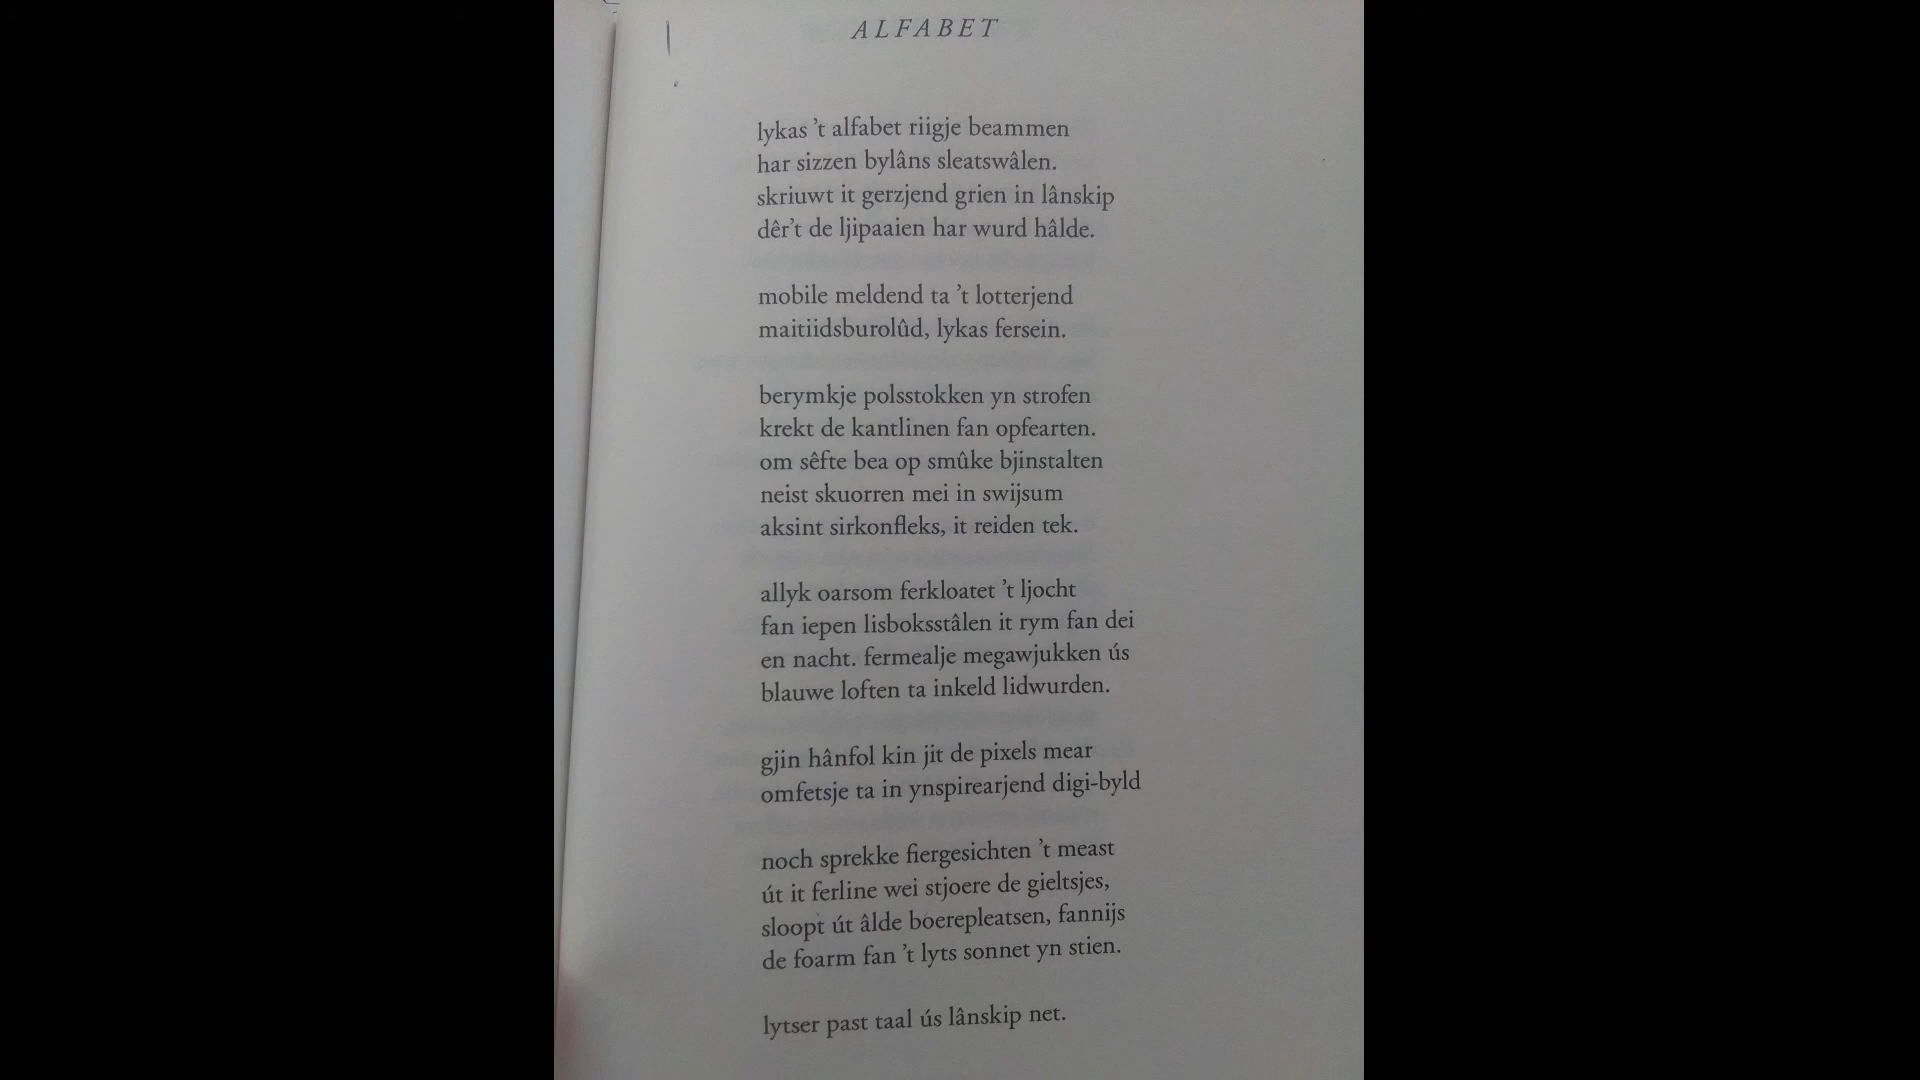 ALFABET
lykas ’t alfabet riigje beammen
har sizzen bylâns sleatswâlen.
skriuwt it gerzjend grien in lânskip
dêr’t de ljipaaien har wurd hâlde.
mobile meldend ta ’t lotterjend
maitiidsburolûd, lykas fersein.
berymkje polsstokken yn strofen
krekt de kantlinen fan opfearten.
om sêfte bea op smûke bjinstalten
neist skuorren mei in swijsum
aksint sirkonfleks, it reiden tek.
allyk oarsom ferkloatet ’t ljocht
fan iepen lisboksstâlen it rym fan dei
en nacht. fermealje megawjukken ús
blauwe loften ta inkeld lidwurden.
gjin hânfol kin jit de pixels mear
omfetsje ta in ynspirearjend digi-byld
noch sprekke fiergesichten ’t meast
út it ferline wei stjoere de gieltsjes,
sloopt út âlde boerepleatsen, fannijs
de foarm fan ’t lyts sonnet yn stien.
lytser past taal ús lânskip net.